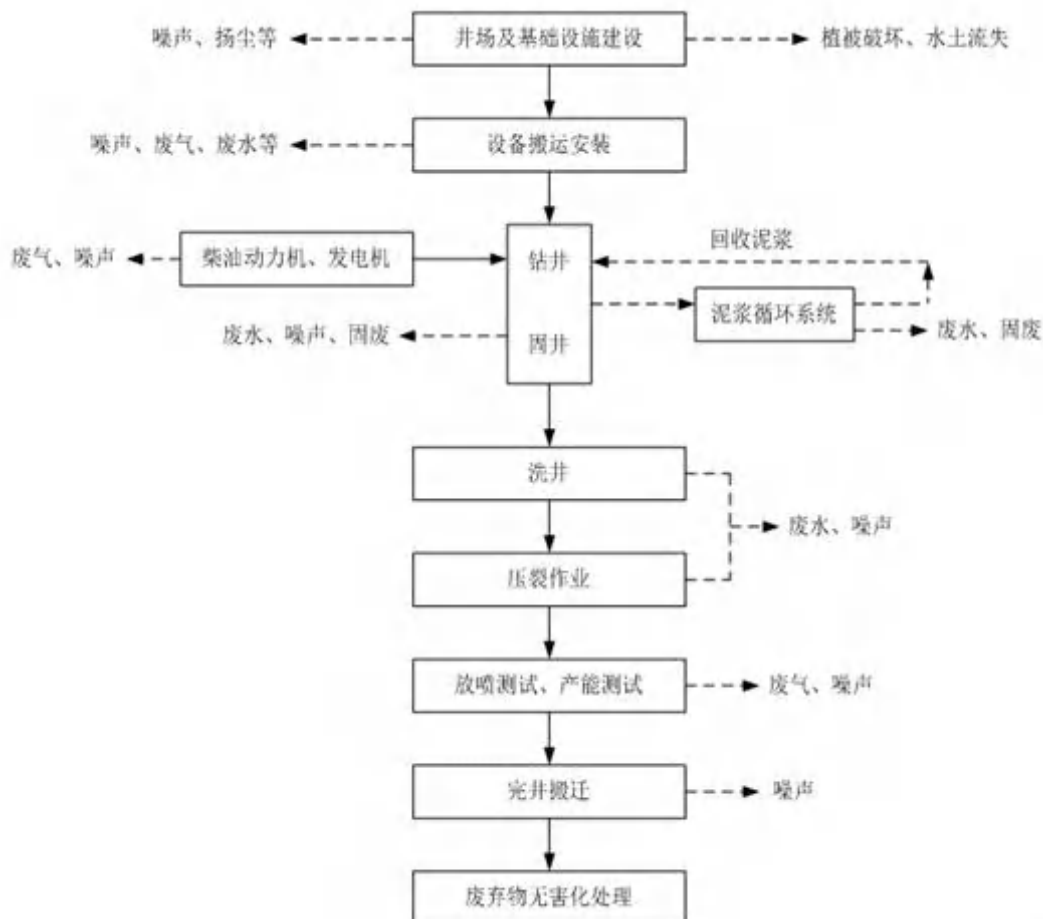 噪声、扬尘等
井场及基础设施建设
植被破坏、水土流失
噪声、废气、废水等
设备搬运安装
废气、噪声
柴油动力机、发电机
钻井
回收泥浆
泥浆循环系统
废水、固废
废水、噪声、固废
固井
洗井
废水、噪声
压裂作业
放喷测试、产能测试
废气、噪声
完井搬迁
噪声
废弃物无害化处理